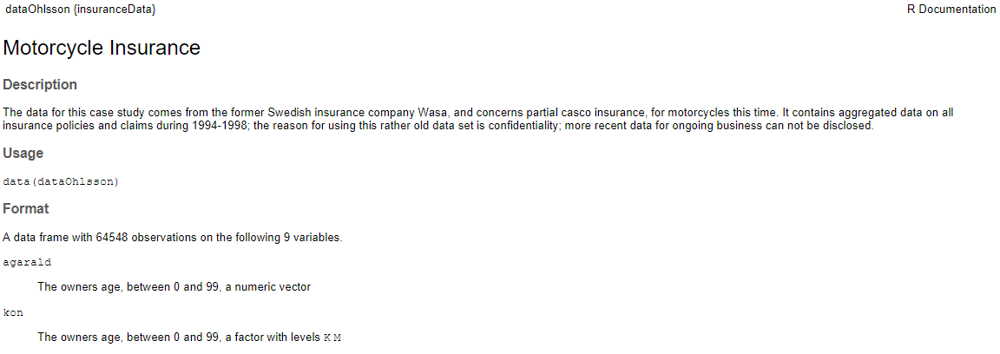 dataOhlsson {insuranceData} R Documentation
Motorcycle Insurance
Description
The data for this case study comes from the former Swedish insurance company Wasa, and concerns partial casco insurance, for motorcycles this time. It contains aggregated data on all
insurance policies and claims during 1994-1998; the reason for using this rather old data set is confidentiality; more recent data for ongoing business can not be disclosed.
Usage
data(dataOhlsson)
Format
A data frame with 64548 observations on the following 9 variables.
agarald
The owners age, between 0 and 99, a numeric vector
kon
The owners age, between 0 and 99, a factor with levels K M